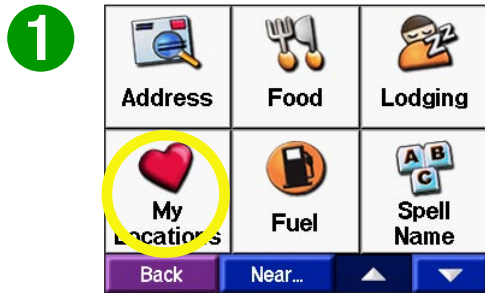 1
Address Food Lodging
A B
C
My
Locations
Fuel
Spell
Name
Back Near...